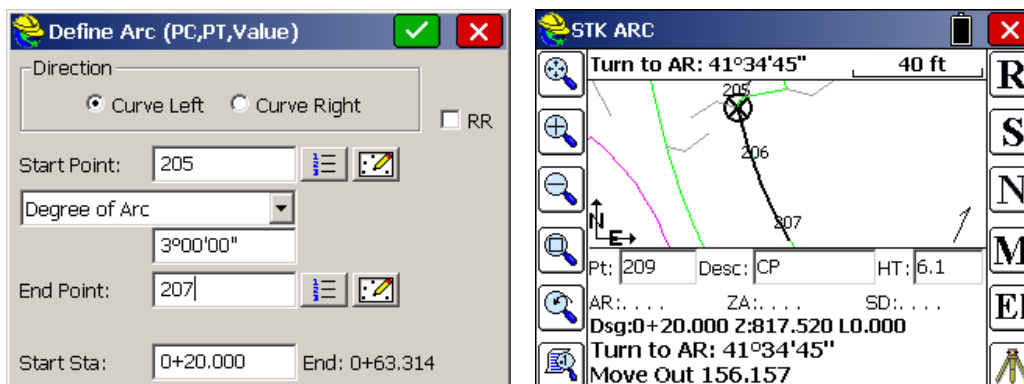 Define Arc (PC,PT,Value)
Direction
Curve Left Curve Right
RR
Start Point: 205
Degree of Arc
3°00'00"
End Point: 207
Start Sta: 0+20.000 End: 0+63.314
STK ARC
Turn to AR: 41°34'45" 40 ft
205
206
207
N
E
R
S
N
M
Pt: 209 Desc: CP HT: 6.1
AR:. . . . ZA:. . . . SD:. . . .
Dsg:0+20.000 Z:817.520 L0.000
Turn to AR: 41°34'45"
Move Out 156.157